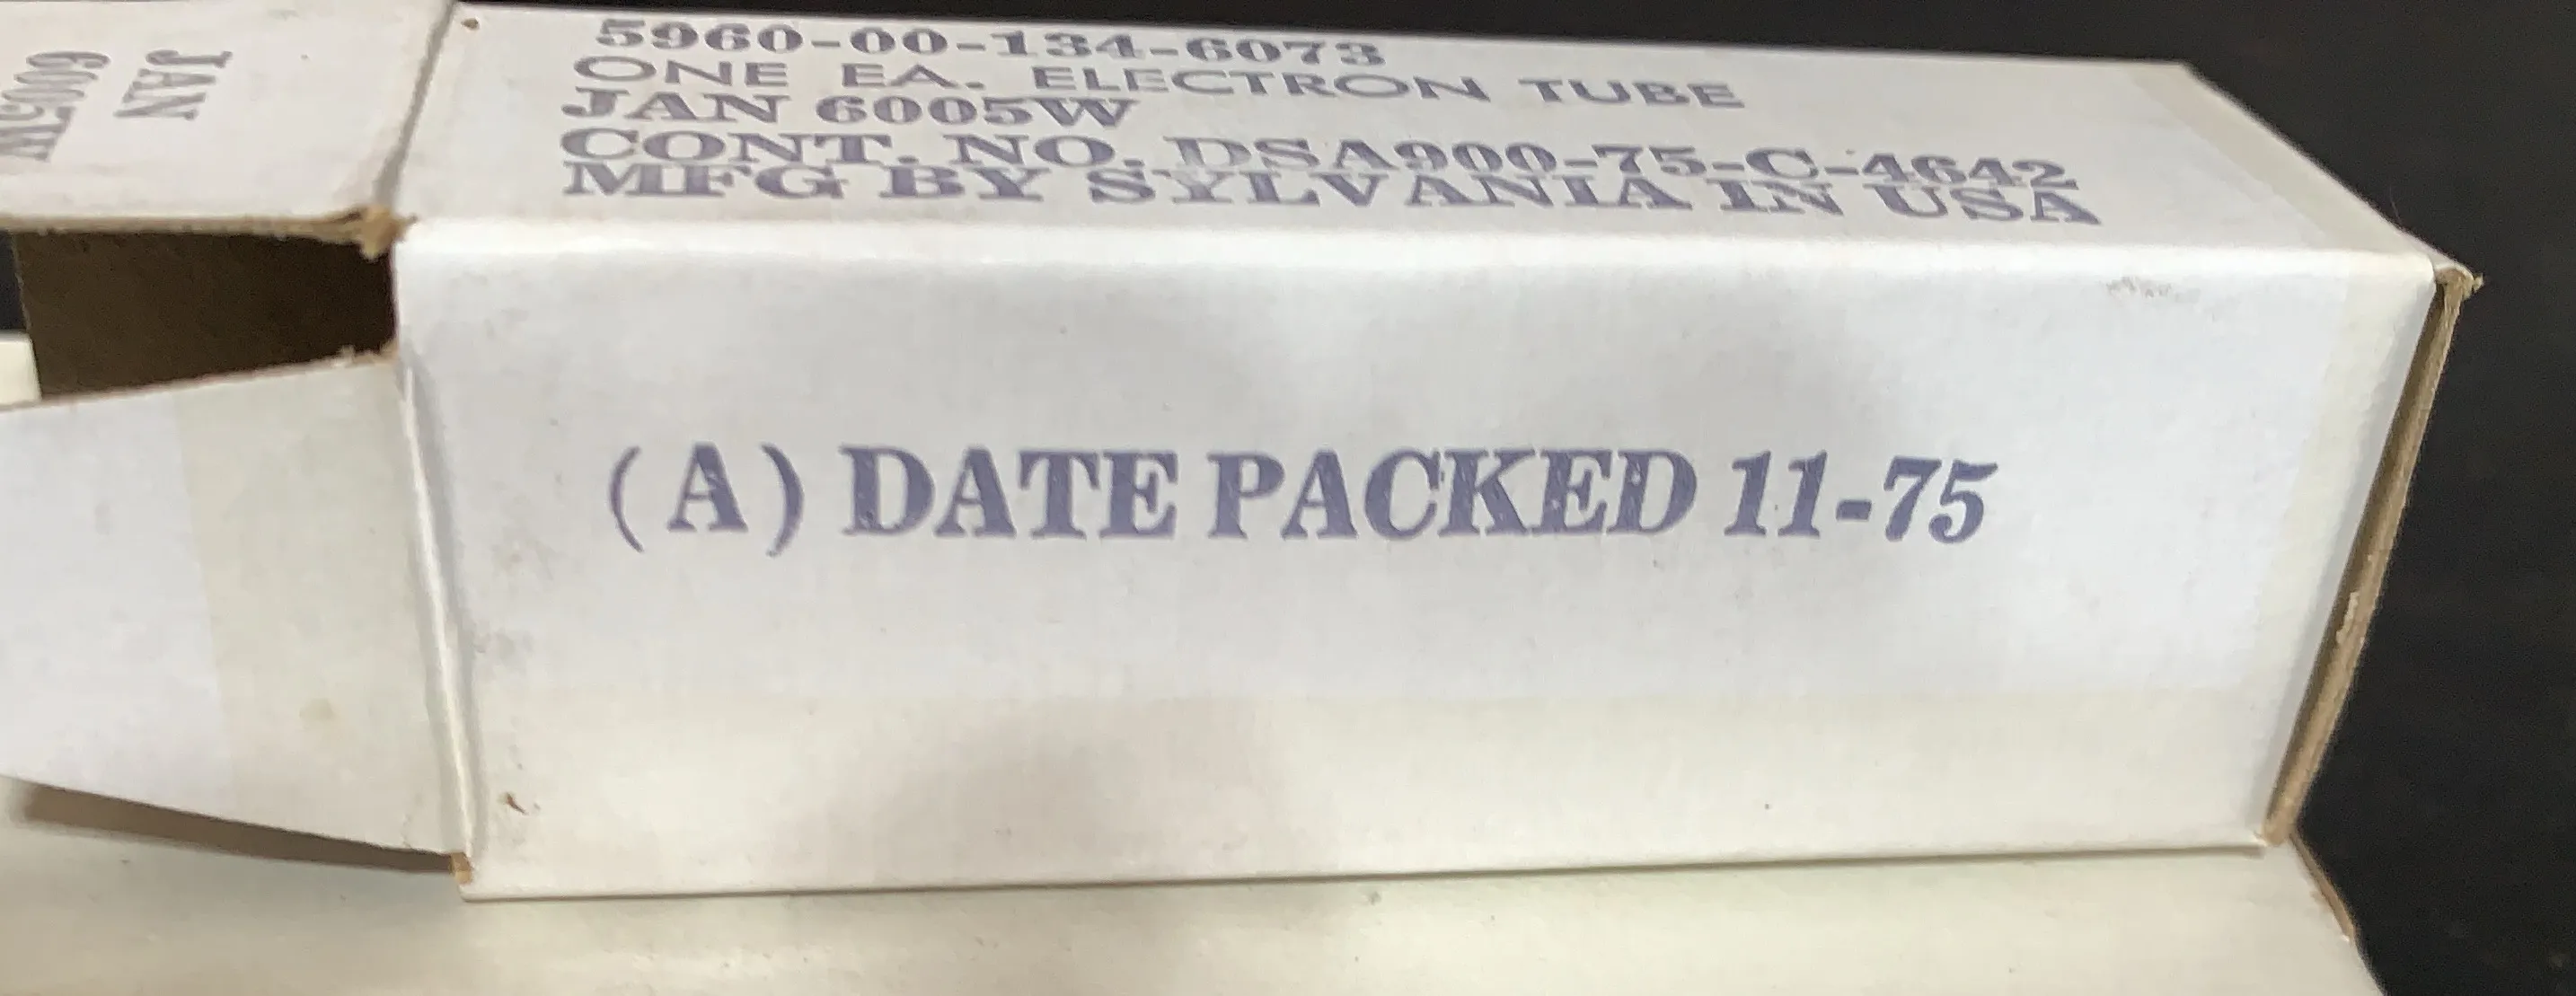 JAN
6005W
5960-00-134-6073
ONE EA. ELECTRON TUBE
JAN 6005W
CONT. NO. DSA900-75-C-4642
MFG BY SYLVANIA IN USA
(A) DATE PACKED 11-75